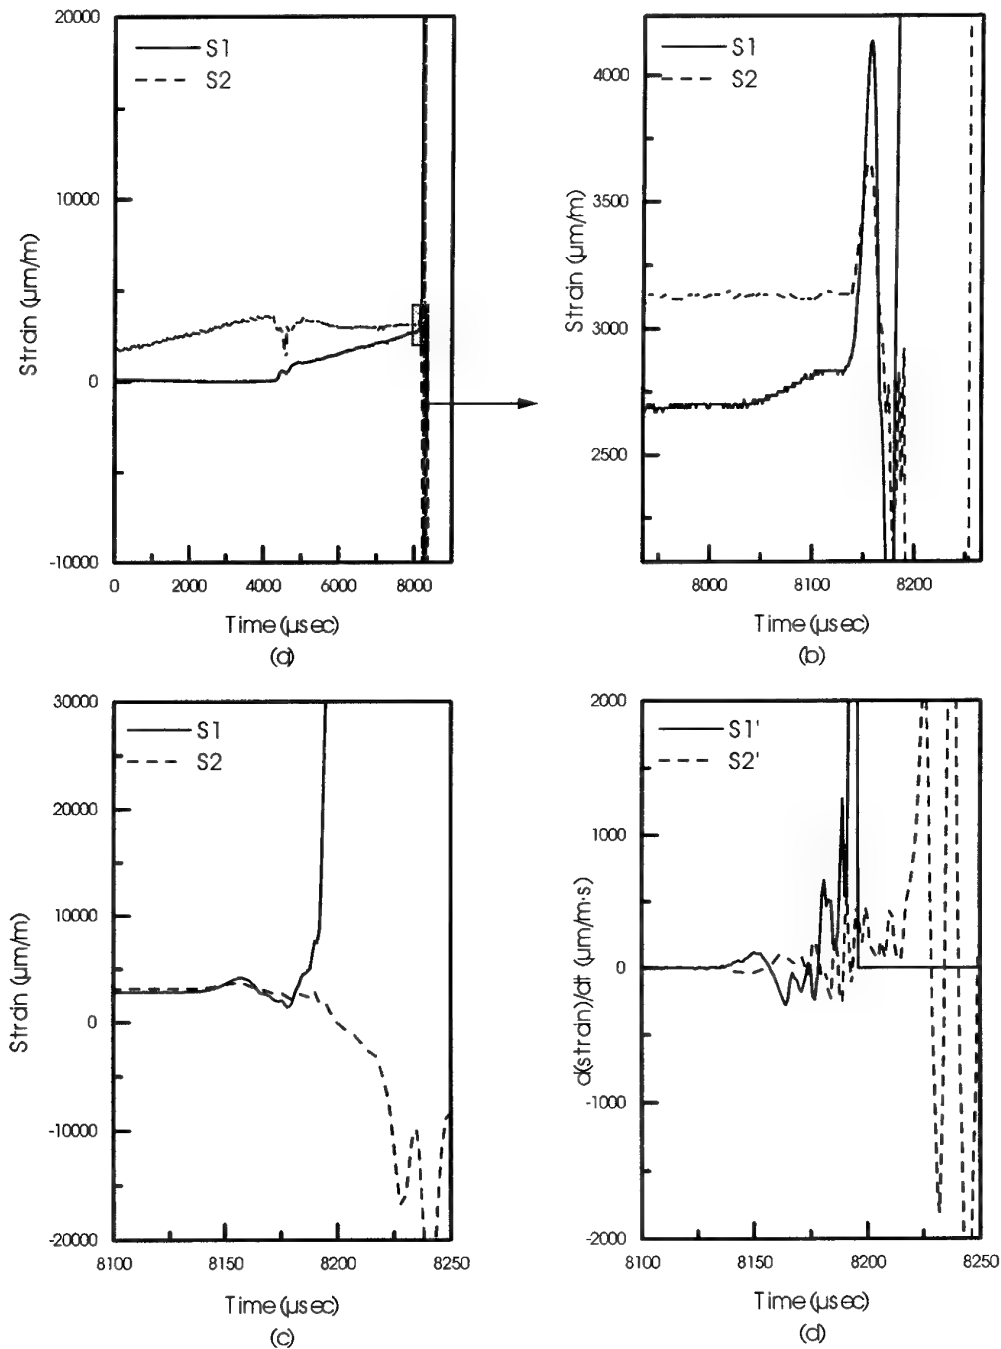 20000
S1
S2
10000
0
-10000
0
2000
4000
6000
8000
Strain (µm/m)
Time (µsec)
(a)
S1
S2
4000
3500
3000
2500
8000
8100
8200
Strain (µm/m)
Time (µsec)
(b)
30000
S1
S2
20000
10000
0
-10000
-20000
8100
8150
8200
8250
Strain (µm/m)
Time (µsec)
(c)
2000
S1'
S2'
1000
0
-1000
-2000
8100
8150
8200
8250
d(strain)/dt (µm/m·s)
Time (µsec)
(d)